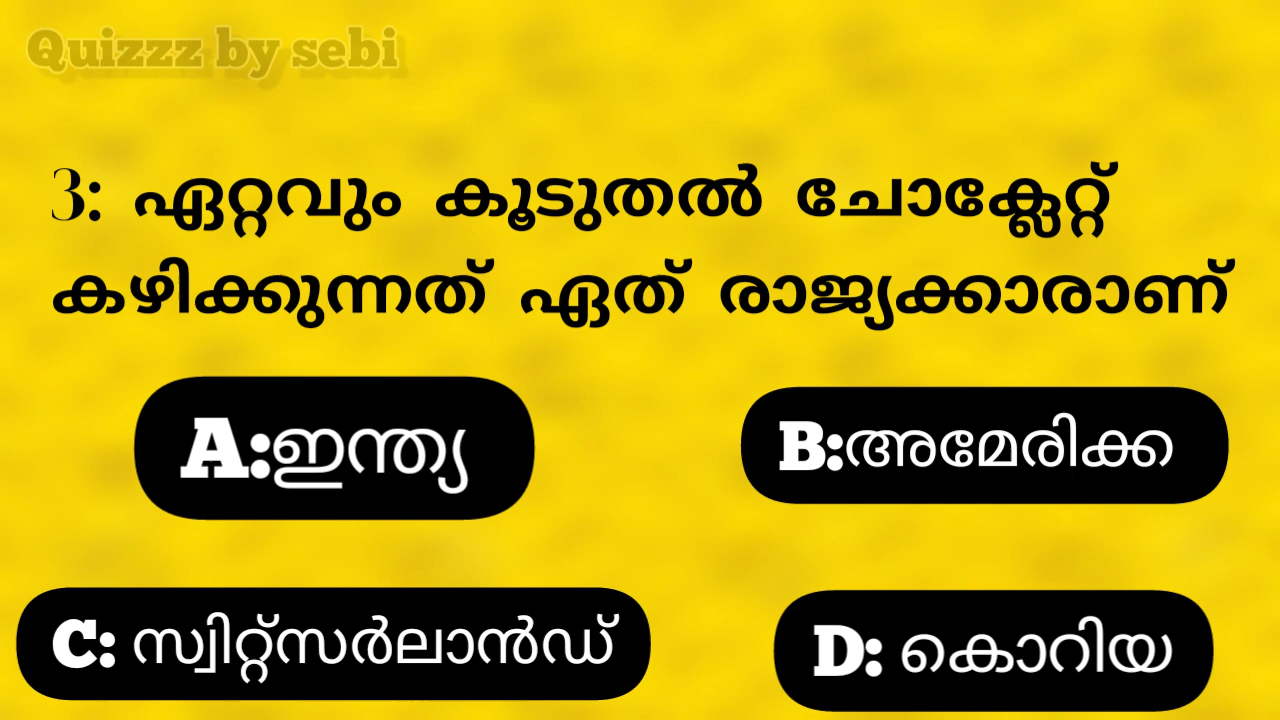 Quizzz by sebi
3: ഏറ്റവും കൂടുതൽ ചോക്ലേറ്റ്
കഴിക്കുന്നത് ഏത് രാജ്യക്കാരാണ്
A:ഇന്ത്യ
B:അമേരിക്ക
C: സ്വിറ്റ്സർലാൻഡ്
D: കൊറിയ